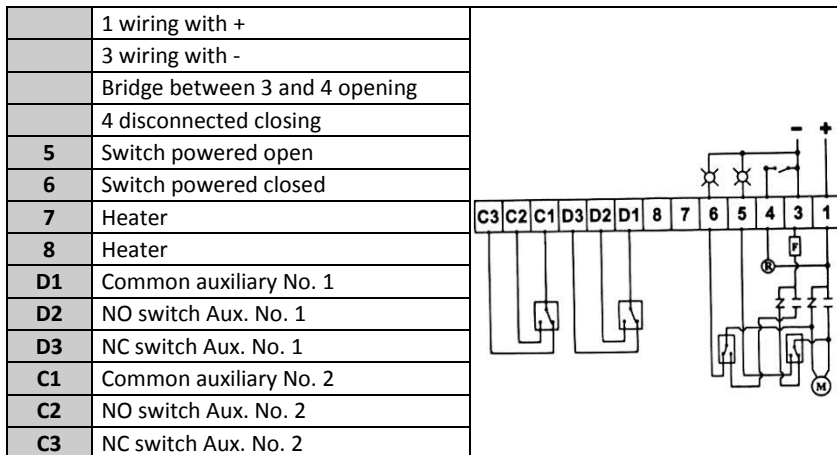 1 wiring with +
3 wiring with -
Bridge between 3 and 4 opening
4 disconnected closing
5 Switch powered open
6 Switch powered closed
7 Heater
8 Heater
D1 Common auxiliary No. 1
D2 NO switch Aux. No. 1
D3 NC switch Aux. No. 1
C1 Common auxiliary No. 2
C2 NO switch Aux. No. 2
C3 NC switch Aux. No. 2
- +
C3 C2 C1 D3 D2 D1 8 7 6 5 4 3 1
F
R
M